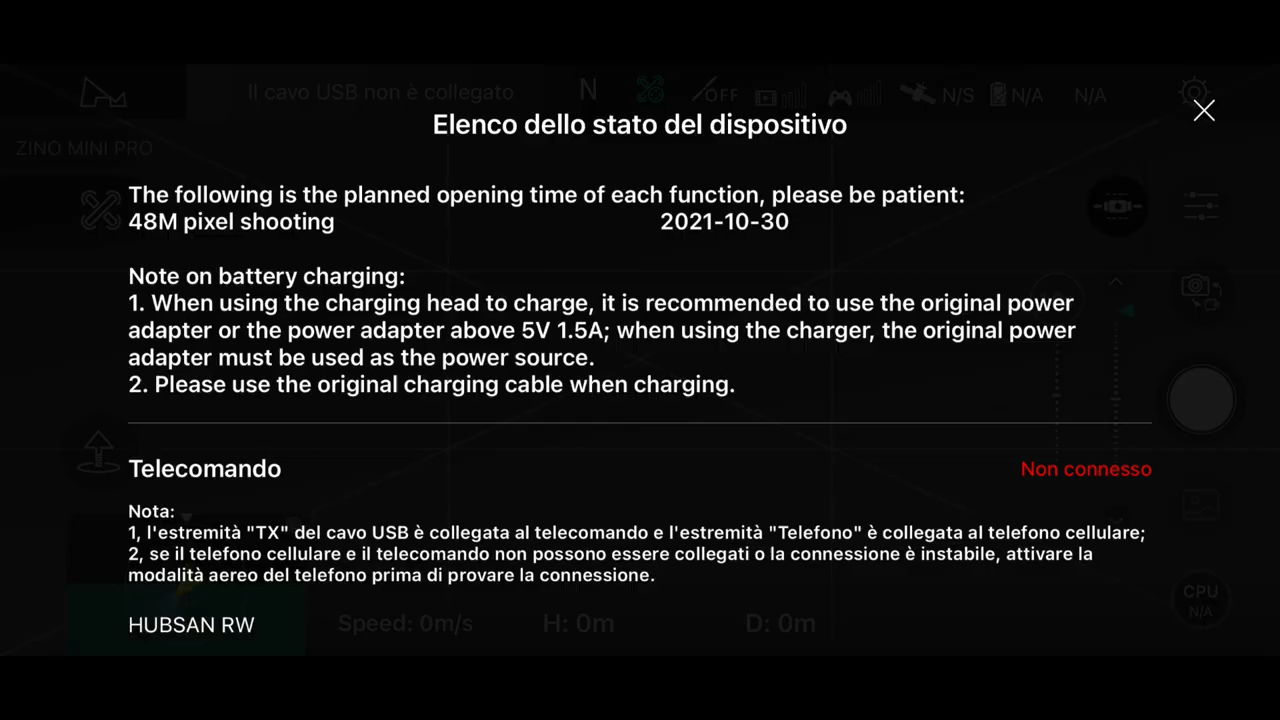 Il cavo USB non è collegato N OFF N/S N/A N/A
Elenco dello stato del dispositivo
ZINO MINI PRO
The following is the planned opening time of each function, please be patient:
48M pixel shooting 2021-10-30
Note on battery charging:
1. When using the charging head to charge, it is recommended to use the original power
adapter or the power adapter above 5V 1.5A; when using the charger, the original power
adapter must be used as the power source.
2. Please use the original charging cable when charging.
Telecomando Non connesso
Nota:
1, l'estremità "TX" del cavo USB è collegata al telecomando e l'estremità "Telefono" è collegata al telefono cellulare;
2, se il telefono cellulare e il telecomando non possono essere collegati o la connessione è instabile, attivare la
modalità aereo del telefono prima di provare la connessione.
CPU
N/A
HUBSAN RW Speed: 0m/s H: 0m D: 0m